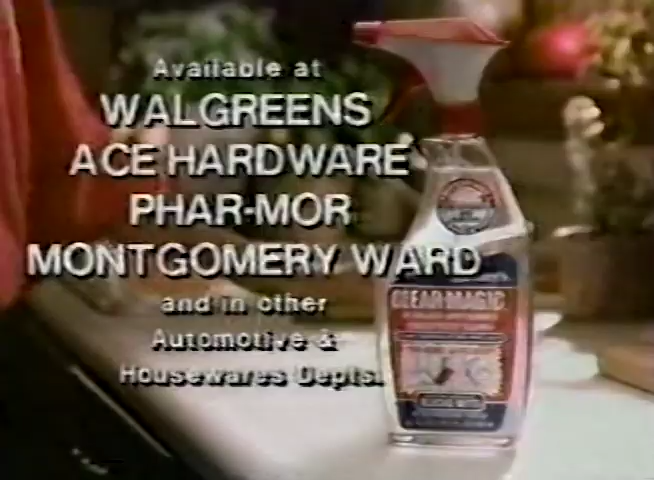 Available at
WALGREENS
ACE HARDWARE
PHAR-MOR
MONTGOMERY WARD
and in other
Automotive &
Housewares Depts.
CLEAR MAGIC